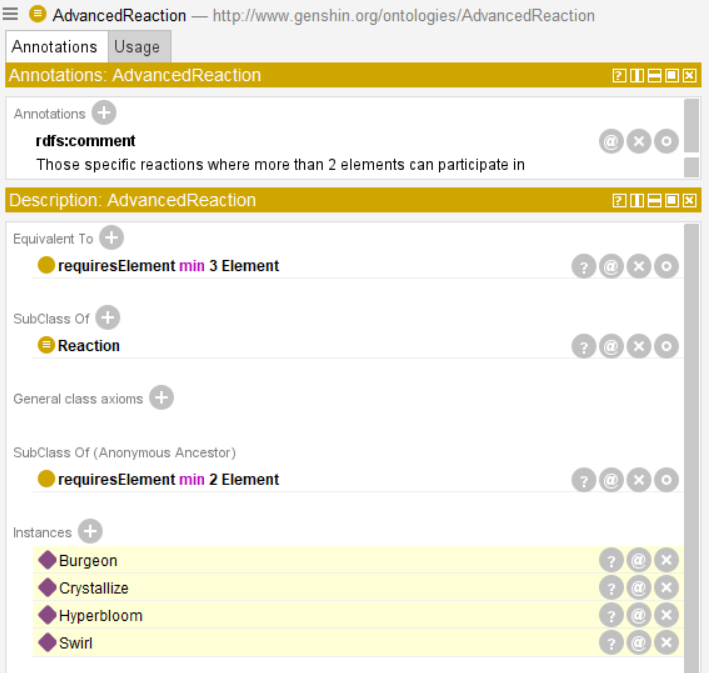 AdvancedReaction — http://www.genshin.org/ontologies/AdvancedReaction
Annotations Usage
Annotations: AdvancedReaction
Annotations
rdfs:comment
Those specific reactions where more than 2 elements can participate in
Description: AdvancedReaction
Equivalent To
requiresElement min 3 Element
SubClass Of
Reaction
General class axioms
SubClass Of (Anonymous Ancestor)
requiresElement min 2 Element
Instances
Burgeon
Crystallize
Hyperbloom
Swirl